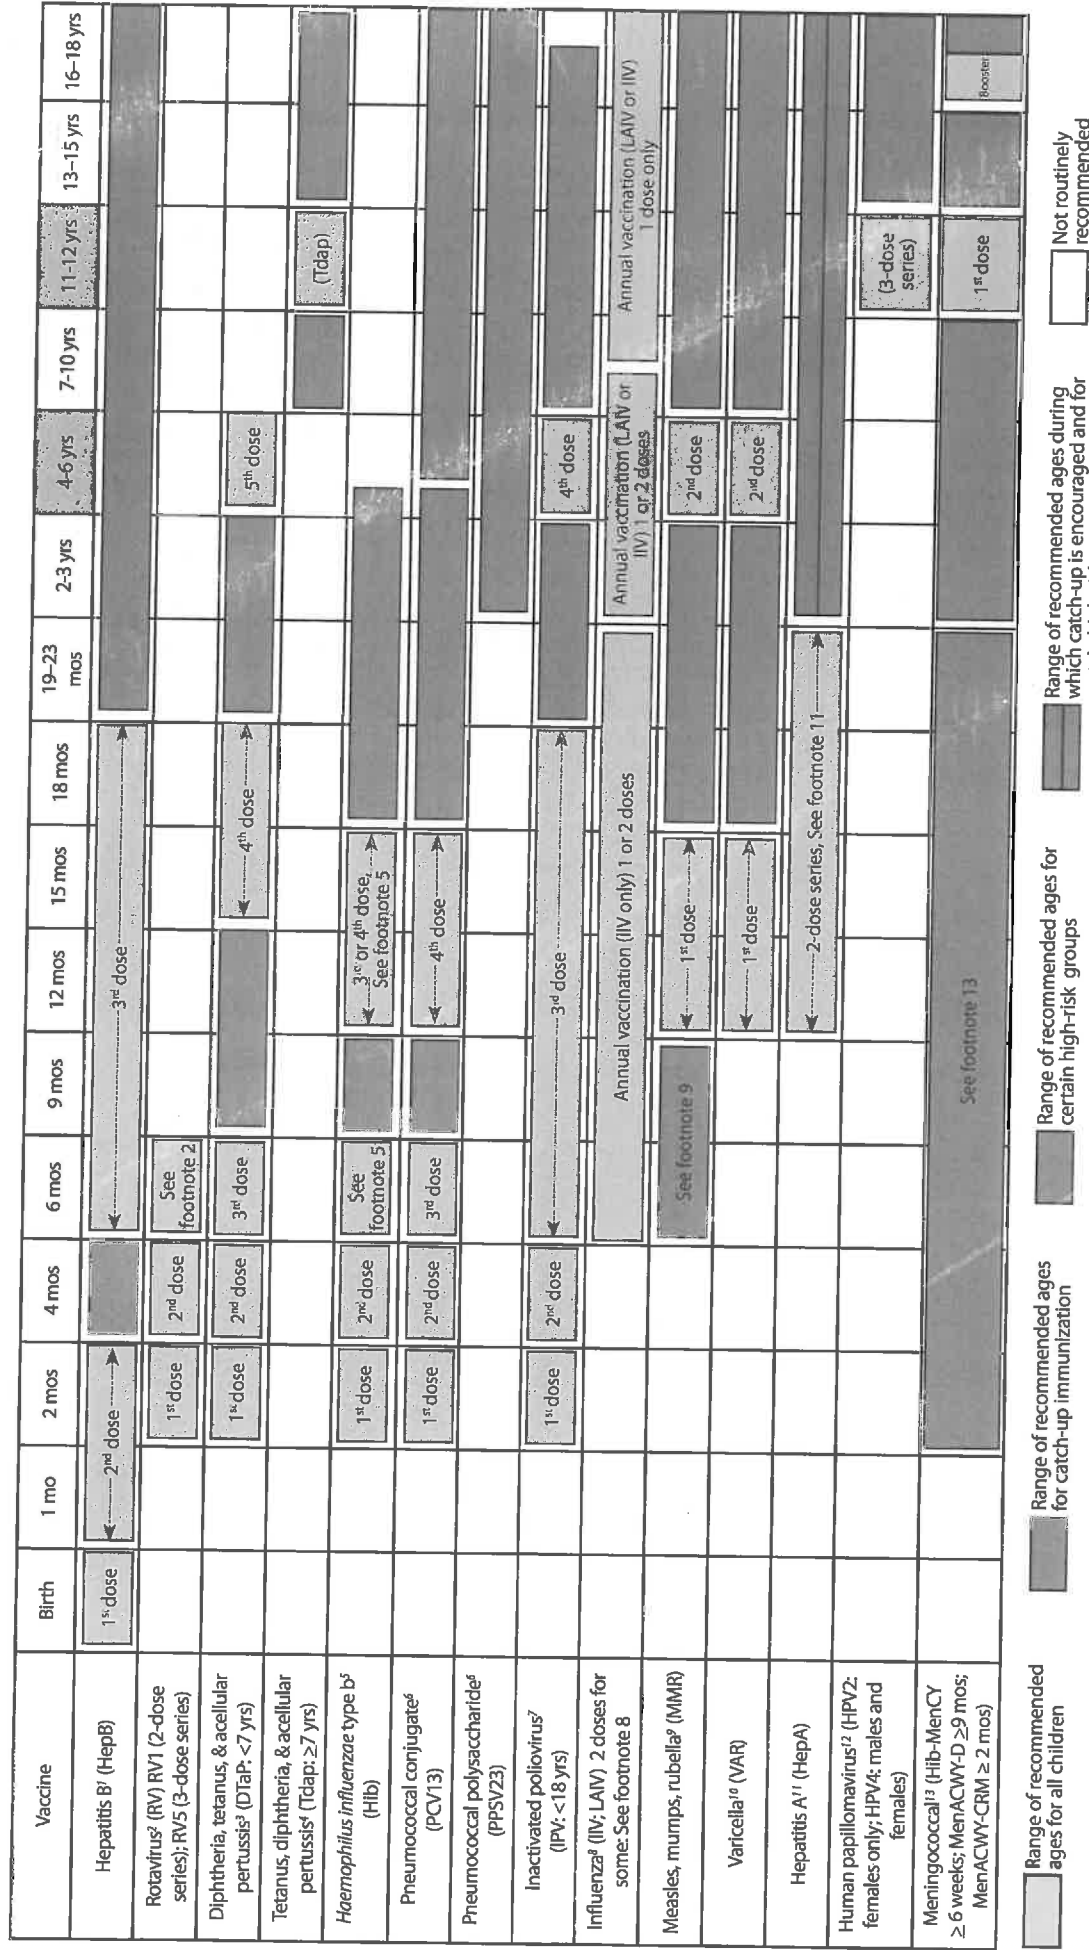 Vaccine
Birth
1 mo
2 mos
4 mos
6 mos
9 mos
12 mos
15 mos
18 mos
19–23
mos
2-3 yrs
4-6 yrs
7-10 yrs
11-12 yrs
13–15 yrs
16–18 yrs
Hepatitis B¹ (HepB)
1st dose
2nd dose
3rd dose
Rotavirus² (RV) RV1 (2-dose
series); RV5 (3-dose series)
1st dose
2nd dose
See
footnote 2
Diphtheria, tetanus, & acellular
pertussis³ (DTaP: <7 yrs)
1st dose
2nd dose
3rd dose
4th dose
5th dose
Tetanus, diphtheria, & acellular
pertussis⁴ (Tdap: ≥7 yrs)
(Tdap)
Haemophilus influenzae type b⁵
(Hib)
1st dose
2nd dose
See
footnote 5
3rd or 4th dose,
See footnote 5
Pneumococcal conjugate⁶
(PCV13)
1st dose
2nd dose
3rd dose
4th dose
Pneumococcal polysaccharide⁶
(PPSV23)
Inactivated poliovirus⁷
(IPV: <18 yrs)
1st dose
2nd dose
3rd dose
4th dose
Influenza⁸ (IIV; LAIV) 2 doses for
some: See footnote 8
Annual vaccination (IIV only) 1 or 2 doses
Annual vaccination (LAIV or
IIV) 1 or 2 doses
Annual vaccination (LAIV or IIV)
1 dose only
Measles, mumps, rubella⁹ (MMR)
See footnote 9
1st dose
2nd dose
Varicella¹⁰ (VAR)
1st dose
2nd dose
Hepatitis A¹¹ (HepA)
2-dose series, See footnote 11
Human papillomavirus¹² (HPV2:
females only; HPV4: males and
females)
(3-dose
series)
Meningococcal¹³ (Hib-MenCY
≥ 6 weeks; MenACWY-D ≥9 mos;
MenACWY-CRM ≥ 2 mos)
See footnote 13
1st dose
Booster
Range of recommended
ages for all children
Range of recommended ages
for catch-up immunization
Range of recommended ages for
certain high-risk groups
Range of recommended ages during
which catch-up is encouraged and for
Not routinely
recommended